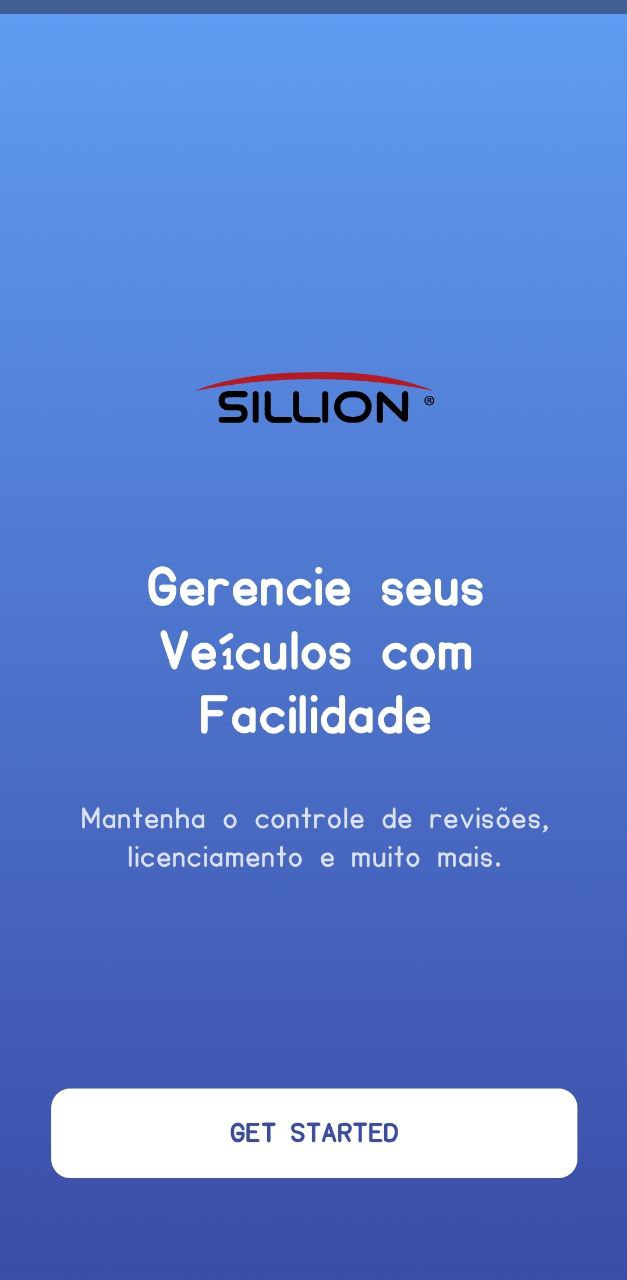 SILLION ®
Gerencie seus
Veículos com
Facilidade
Mantenha o controle de revisões,
licenciamento e muito mais.
GET STARTED